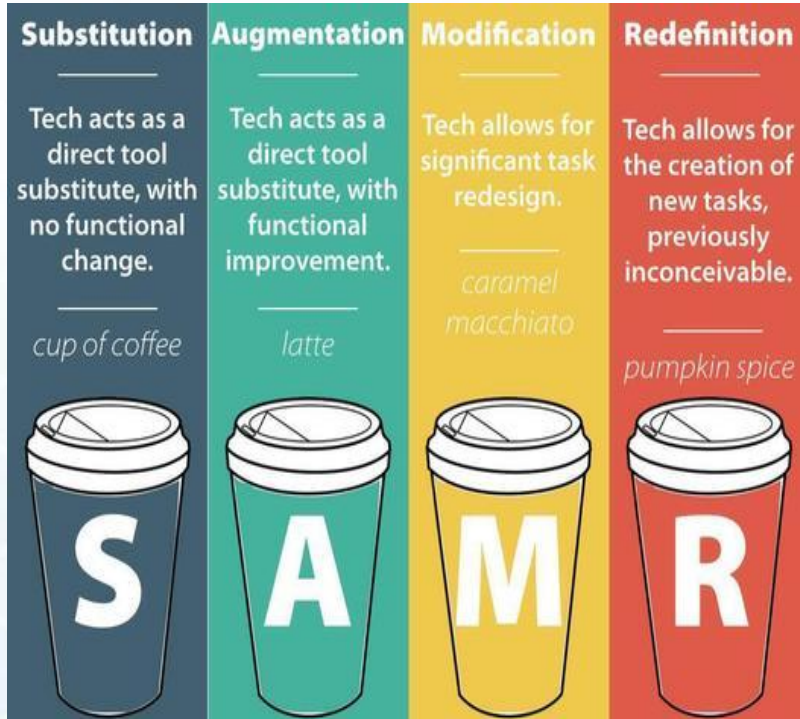 Substitution
Tech acts as a
direct tool
substitute, with
no functional
change.
cup of coffee
S
Augmentation
Tech acts as a
direct tool
substitute, with
functional
improvement.
latte
A
Modification
Tech allows for
significant task
redesign.
caramel
macchiato
M
Redefinition
Tech allows for
the creation of
new tasks,
previously
inconceivable.
pumpkin spice
R